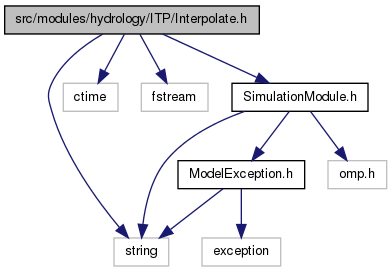 src/modules/hydrology/ITP/Interpolate.h
ctime
fstream
SimulationModule.h
ModelException.h
omp.h
string
exception